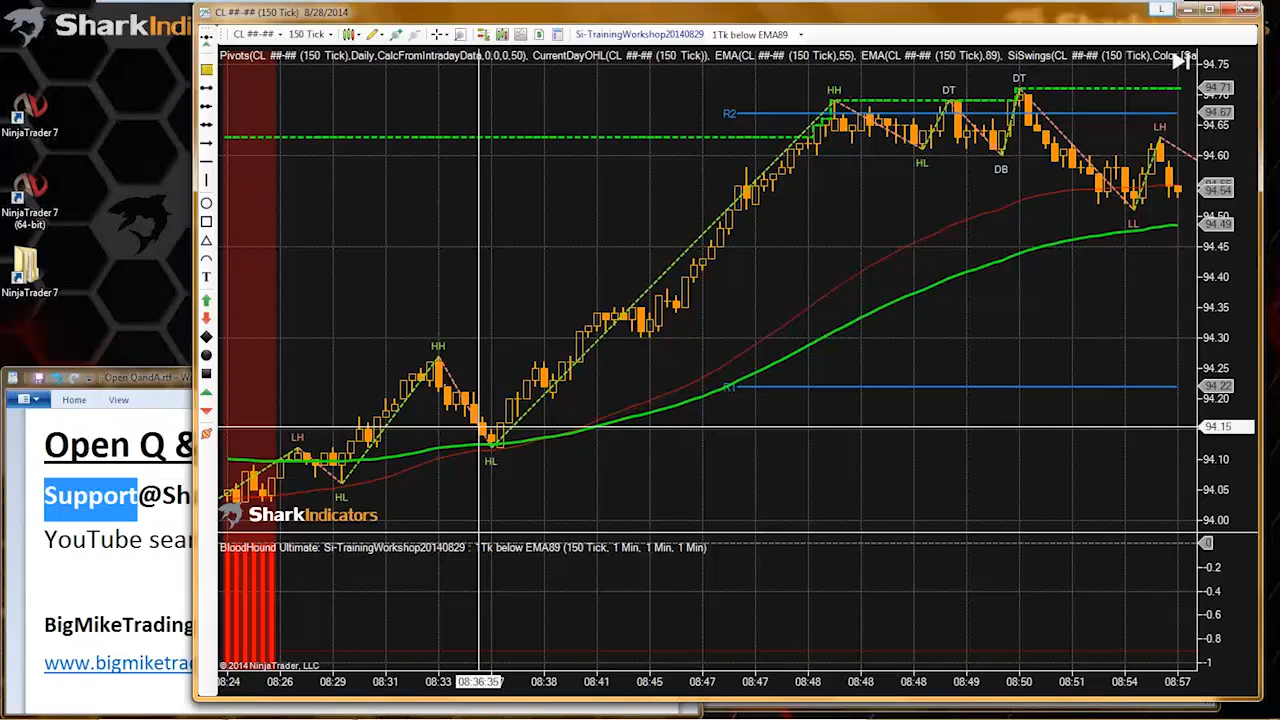 SharkIndi
NinjaTrader 7
NinjaTrader 7
(64-bit)
NinjaTrader 7
Open QandA.rtf - W
Home View
Open Q &
Support@Sh
YouTube sear
BigMikeTrading
www.bigmiketra
CL ##-## (150 Tick) 8/28/2014
L
CL ##-## 150 Tick Si-TrainingWorkshop20140829 1Tk below EMA89
Pivots(CL ##-## (150 Tick),Daily,CalcFromIntradayData,0,0,0,50), CurrentDayOHL(CL ##-## (150 Tick)), EMA(CL ##-## (150 Tick),55), EMA(CL ##-## (150 Tick),89), SiSwings(CL ##-## (150 Tick),Color
T
HH
LH
HL
HL
R1
R2
HH
HL
DT
DB
DT
LL
LH
94.75
94.71
94.70
94.67
94.65
94.60
94.54
94.50
94.49
94.45
94.40
94.35
94.30
94.25
94.22
94.20
94.15
94.10
94.05
94.00
SharkIndicators
BloodHound Ultimate: Si-TrainingWorkshop20140829 : 1Tk below EMA89 (150 Tick, 1 Min, 1 Min, 1 Min)
0
-0.2
-0.4
-0.6
-0.8
-1
© 2014 NinjaTrader, LLC
08:24 08:26 08:29 08:31 08:33 08:36:35 08:38 08:41 08:45 08:47 08:47 08:48 08:48 08:49 08:50 08:51 08:54 08:57